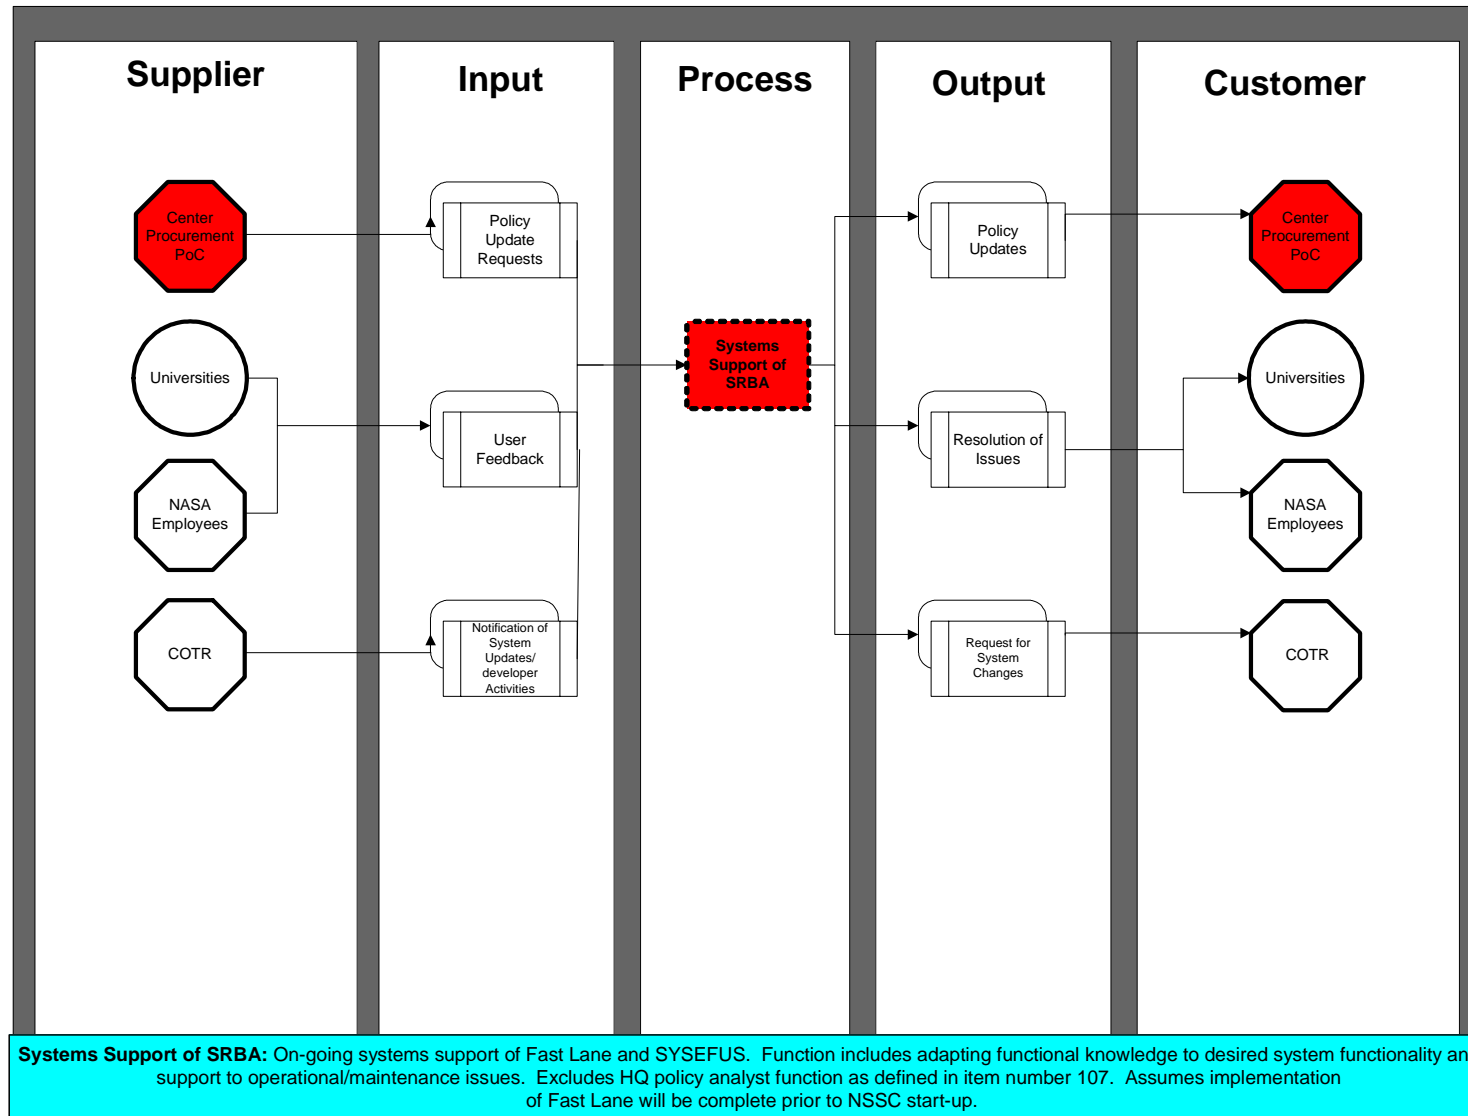 Supplier
Input
Process
Output
Customer
Center
Procurement
PoC
Policy
Update
Requests
Policy
Updates
Center
Procurement
PoC
Systems
Support of
SRBA
Universities
Universities
User
Feedback
Resolution of
Issues
NASA
Employees
NASA
Employees
COTR
Notification of
System
Updates/
developer
Activities
Request for
System
Changes
COTR
Systems Support of SRBA: On-going systems support of Fast Lane and SYSEFUS. Function includes adapting functional knowledge to desired system functionality an
support to operational/maintenance issues. Excludes HQ policy analyst function as defined in item number 107. Assumes implementation
of Fast Lane will be complete prior to NSSC start-up.